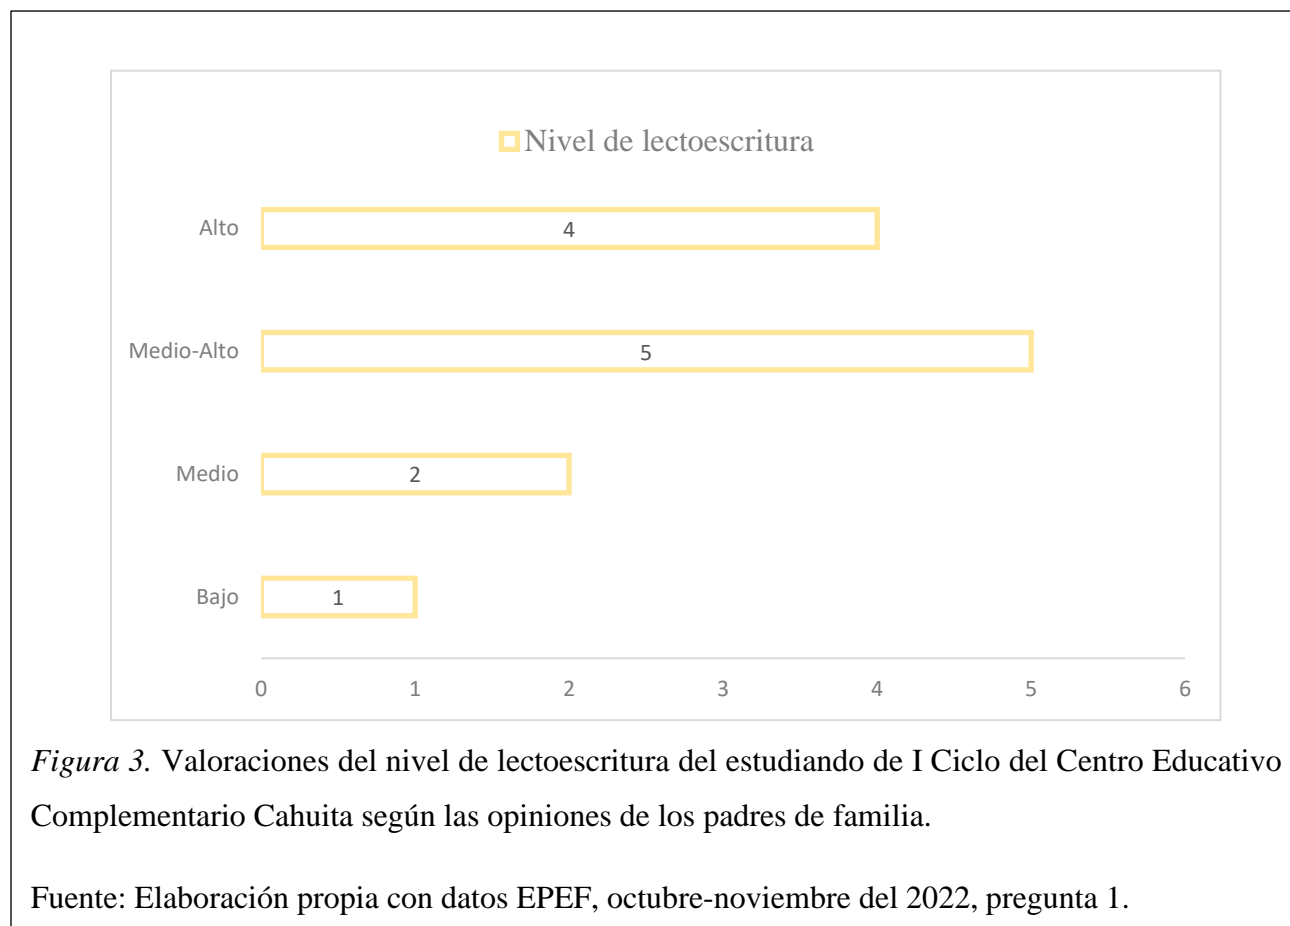 Nivel de lectoescritura
Alto
4
Medio-Alto
5
Medio
2
Bajo
1
0 1 2 3 4 5 6
Figura 3. Valoraciones del nivel de lectoescritura del estudiando de I Ciclo del Centro Educativo
Complementario Cahuita según las opiniones de los padres de familia.
Fuente: Elaboración propia con datos EPEF, octubre-noviembre del 2022, pregunta 1.